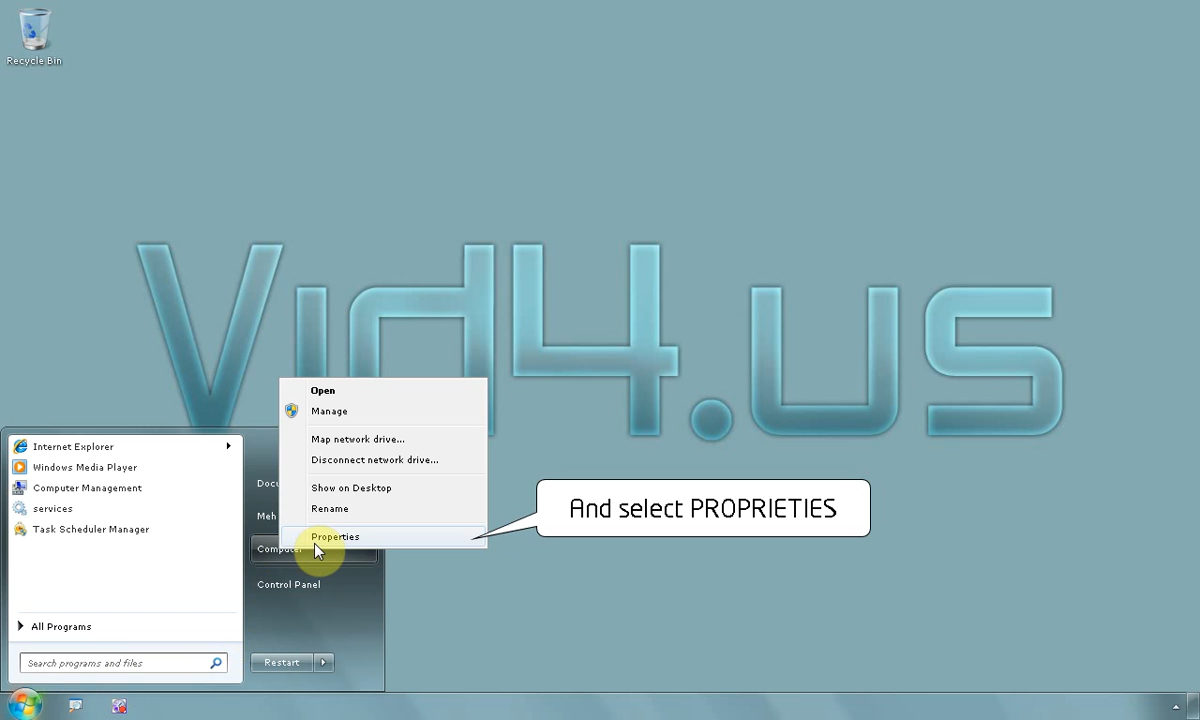 Recycle Bin
Vid4.us
Open
Manage
Map network drive...
Disconnect network drive...
Show on Desktop
Rename
Properties
And select PROPRIETIES
Internet Explorer
Windows Media Player
Computer Management
services
Task Scheduler Manager
All Programs
Search programs and files
Docu
Meh
Computer
Control Panel
Restart